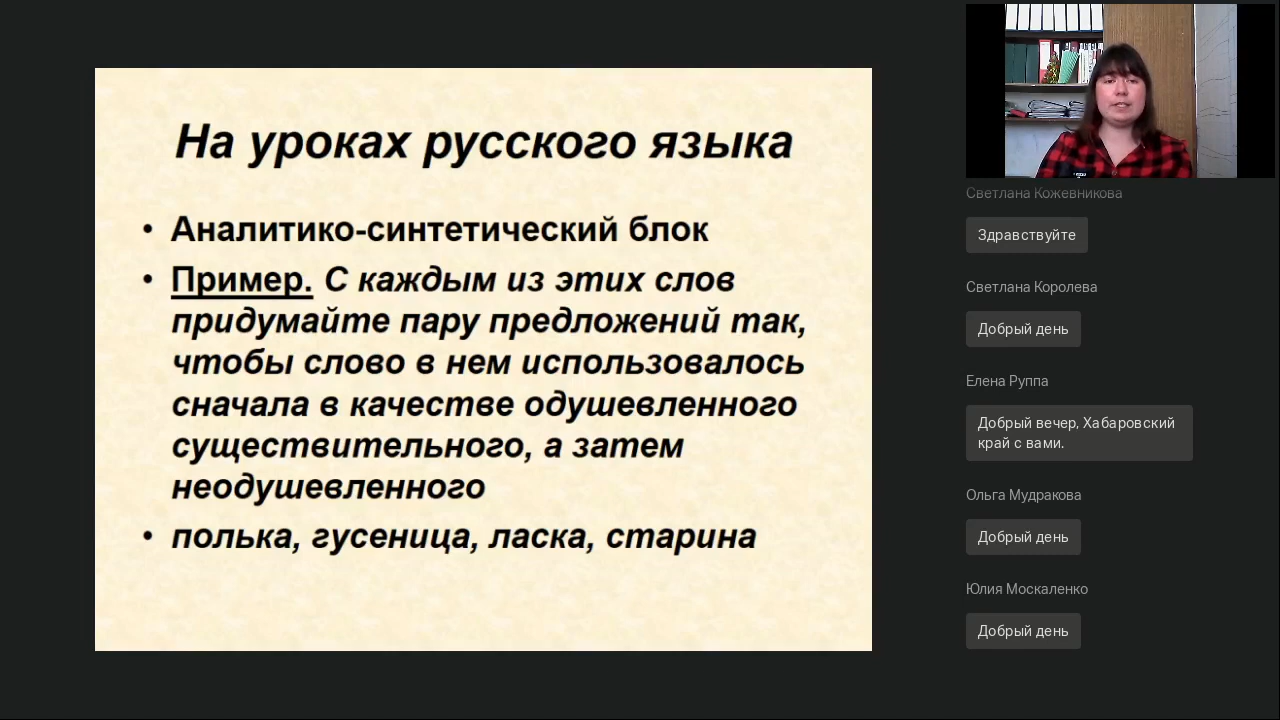 На уроках русского языка
• Аналитико-синтетический блок
• Пример. С каждым из этих слов
придумайте пару предложений так,
чтобы слово в нем использовалось
сначала в качестве одушевленного
существительного, а затем
неодушевленного
• полька, гусеница, ласка, старина
Светлана Кожевникова
Здравствуйте
Светлана Королева
Добрый день
Елена Руппа
Добрый вечер, Хабаровский
край с вами.
Ольга Мудракова
Добрый день
Юлия Москаленко
Добрый день